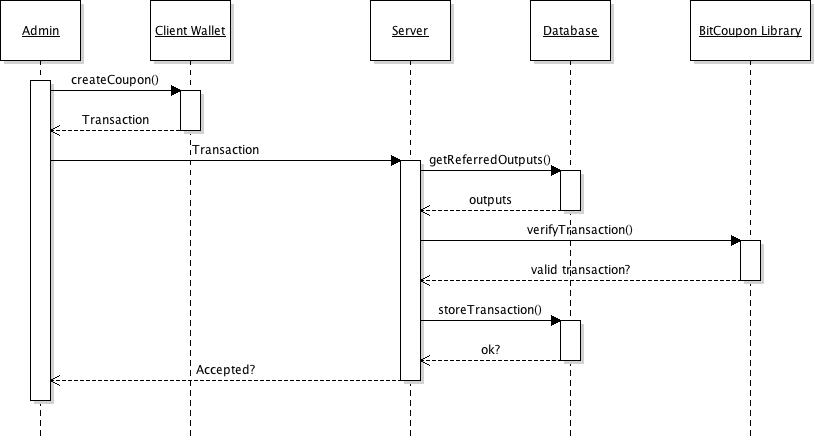 Admin
Client Wallet
Server
Database
BitCoupon Library
createCoupon()
Transaction
Transaction
getReferredOutputs()
outputs
verifyTransaction()
valid transaction?
storeTransaction()
ok?
Accepted?